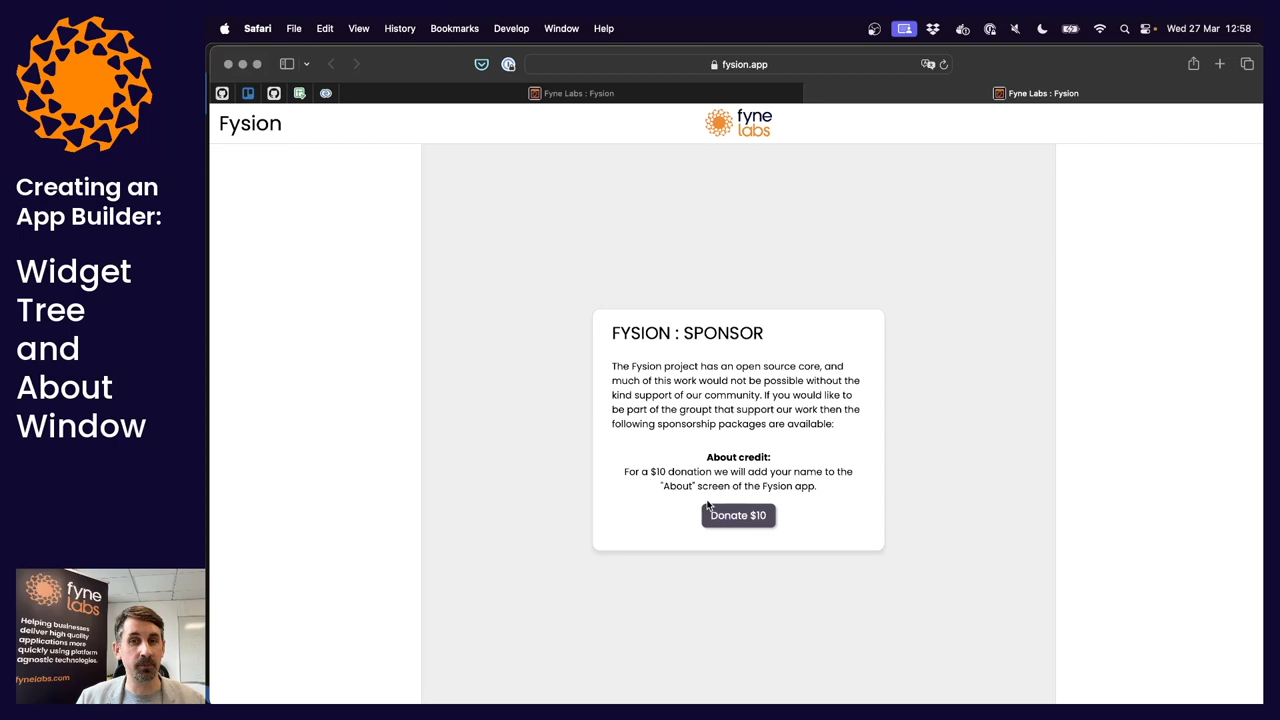 Creating an
App Builder:
Widget
Tree
and
About
Window
fyne
labs
Helping businesses
deliver high quality
applications more
quickly using platform
agnostic technologies.
fynelabs.com
Safari File Edit View History Bookmarks Develop Window Help
Wed 27 Mar 12:58
fysion.app
Fyne Labs : Fysion
Fyne Labs : Fysion
Fysion
fyne
labs
FYSION : SPONSOR
The Fysion project has an open source core, and
much of this work would not be possible without the
kind support of our community. If you would like to
be part of the groupt that support our work then the
following sponsorship packages are available:
About credit:
For a $10 donation we will add your name to the
"About" screen of the Fysion app.
Donate $10